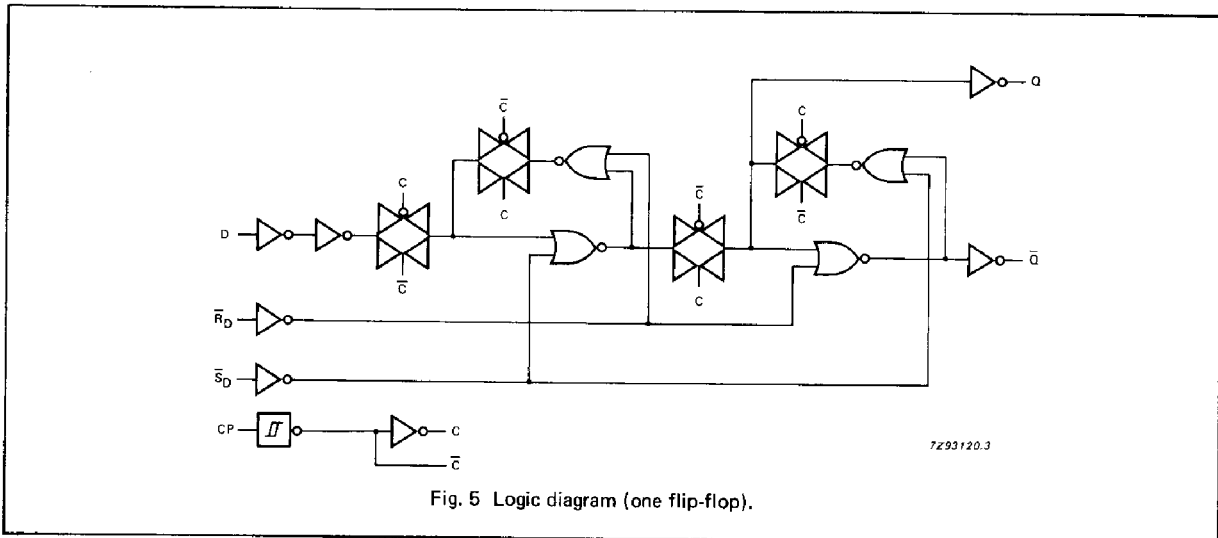 Q
C̅
C
C
C̅
D
C
C
C̅
C̅
Q̅
C
R̅D
S̅D
CP
C
C̅
7Z93120.3
Fig. 5 Logic diagram (one flip-flop).